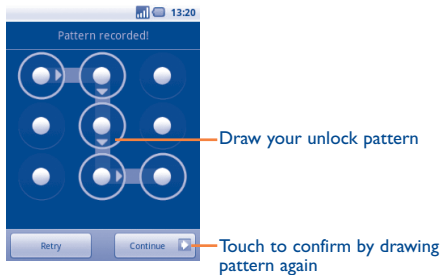 13:20
Pattern recorded!
Draw your unlock pattern
Retry
Continue
Touch to confirm by drawing
pattern again